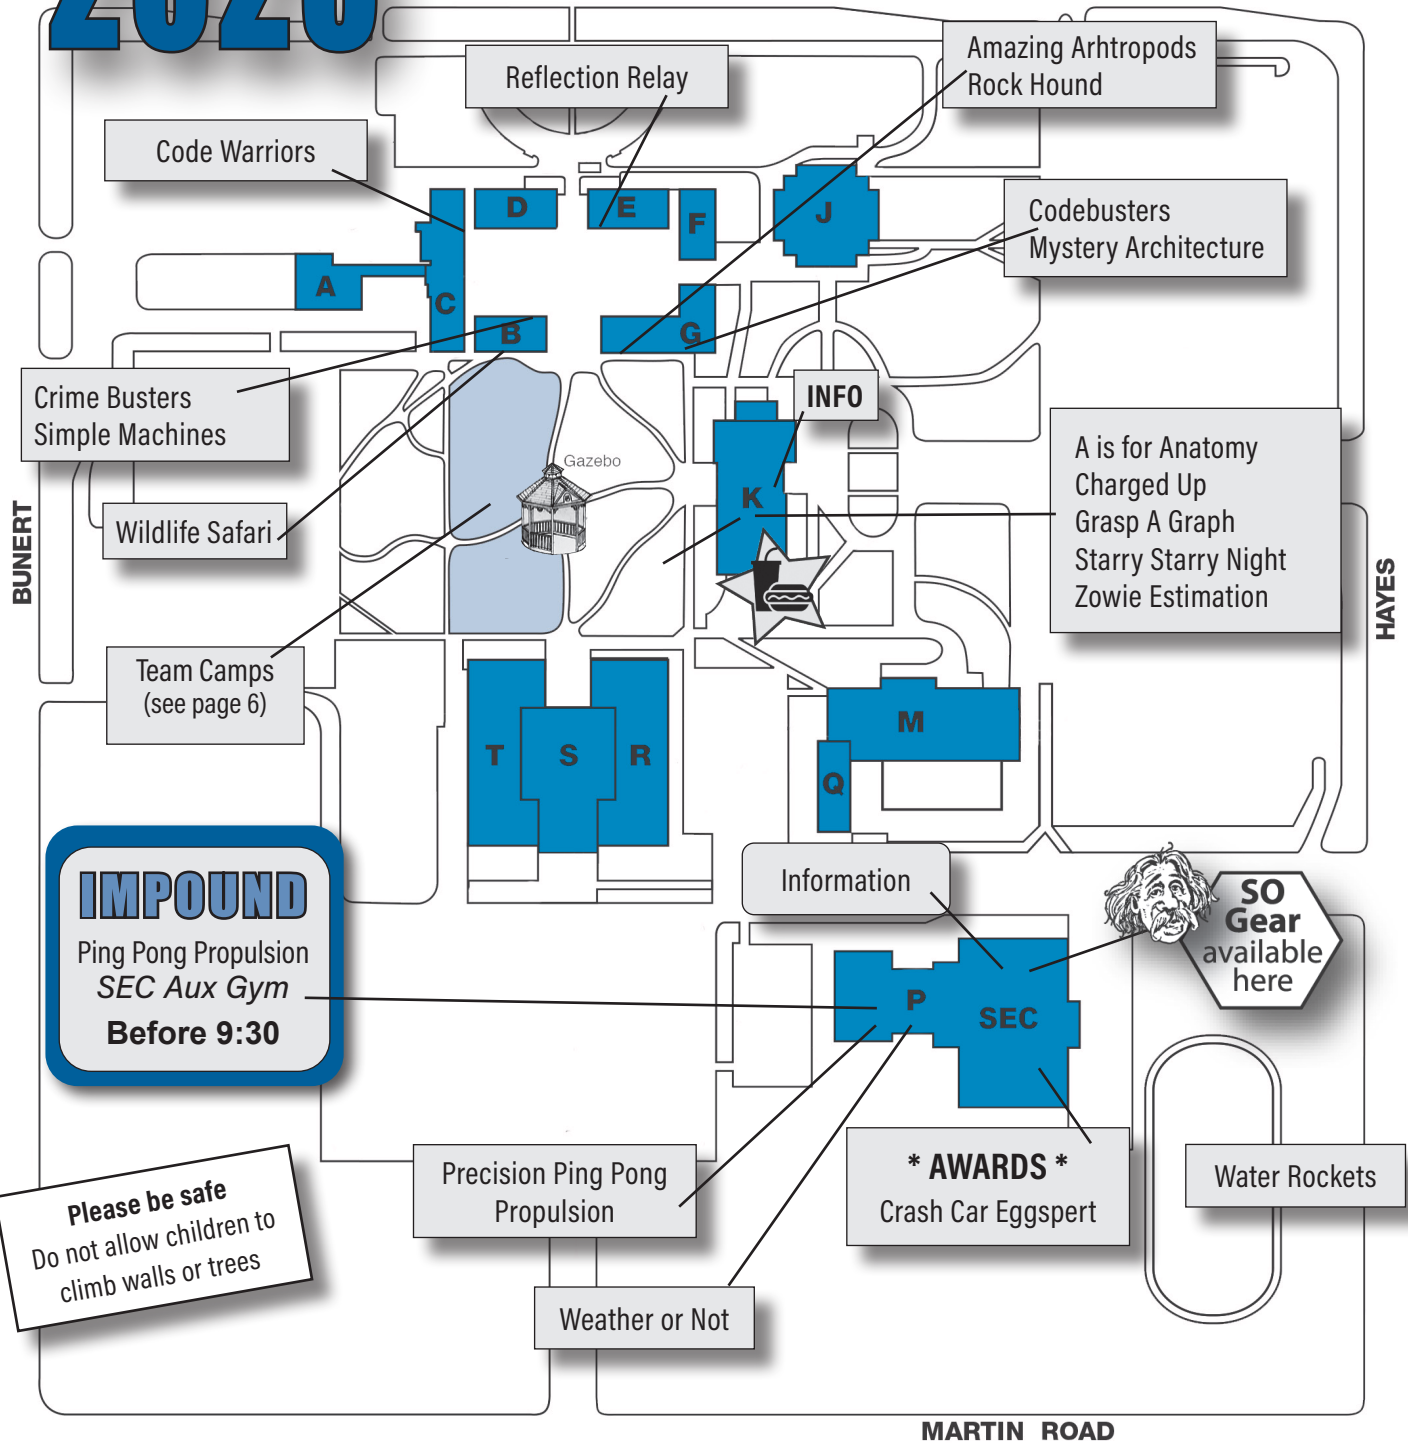 2020
Reflection Relay
Amazing Arhtropods
Rock Hound
Code Warriors
D
E
F
J
Codebusters
Mystery Architecture
A
C
B
G
Crime Busters
Simple Machines
INFO
Gazebo
A is for Anatomy
Charged Up
Grasp A Graph
Starry Starry Night
Zowie Estimation
K
Wildlife Safari
BUNERT
HAYES
Team Camps
(see page 6)
T
S
R
M
Q
IMPOUND
Ping Pong Propulsion
SEC Aux Gym
Before 9:30
Information
SO
Gear
available
here
P
SEC
Precision Ping Pong
Propulsion
* AWARDS *
Crash Car Eggspert
Water Rockets
Please be safe
Do not allow children to
climb walls or trees
Weather or Not
MARTIN ROAD